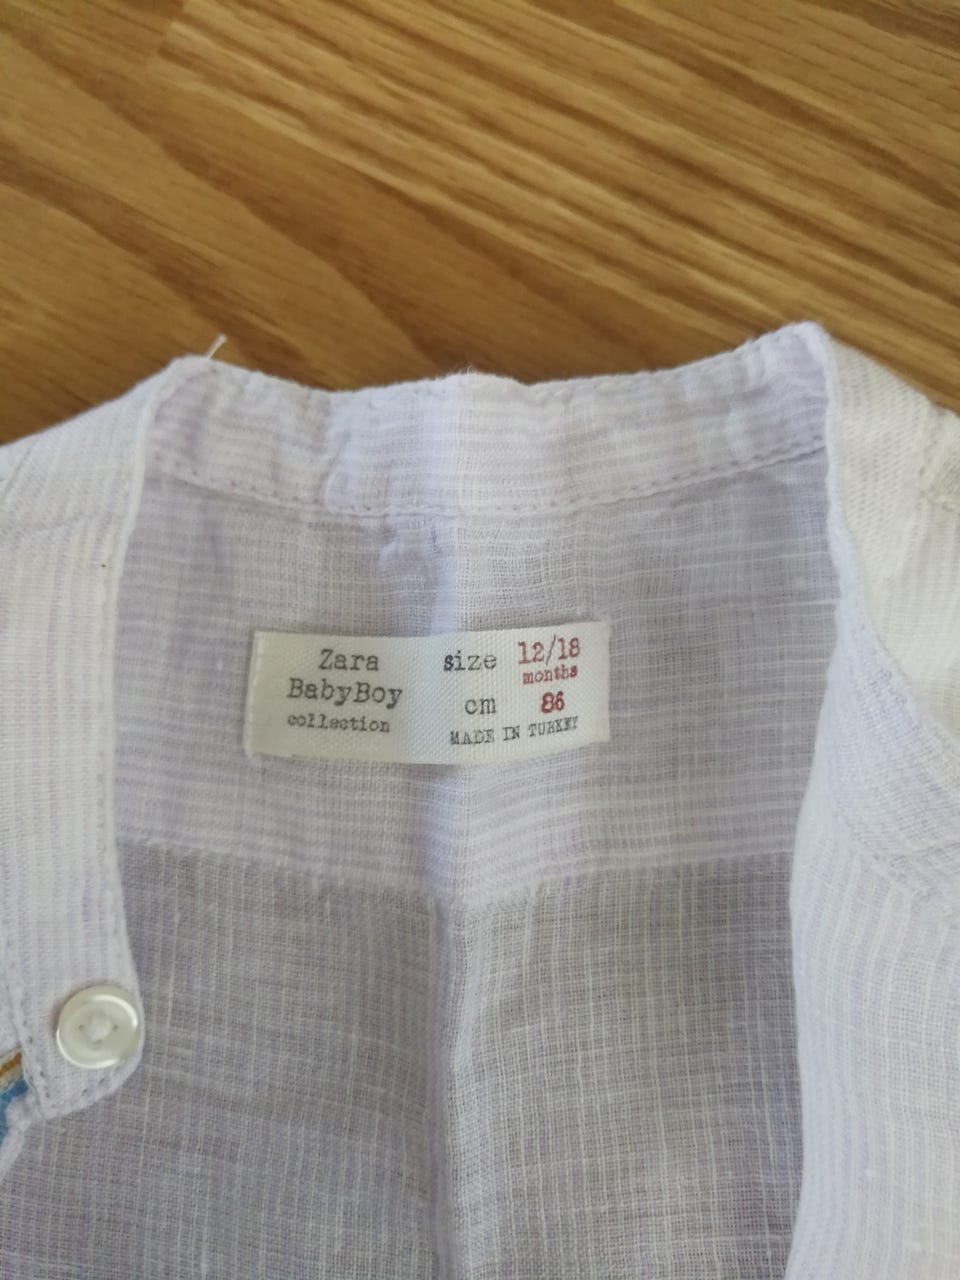 Zara
BabyBoy
collection
size 12/18
months
cm 86
MADE IN TURKEY